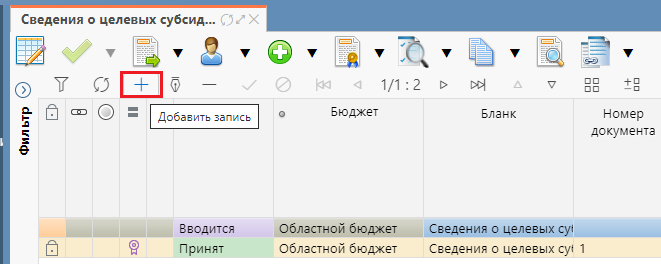 Сведения о целевых субсид...
1/1 : 2
Фильтр
Добавить запись
Бюджет
Бланк
Номер
документа
Вводится
Областной бюджет
Сведения о целевых суб
Принят
Областной бюджет
Сведения о целевых суб
1